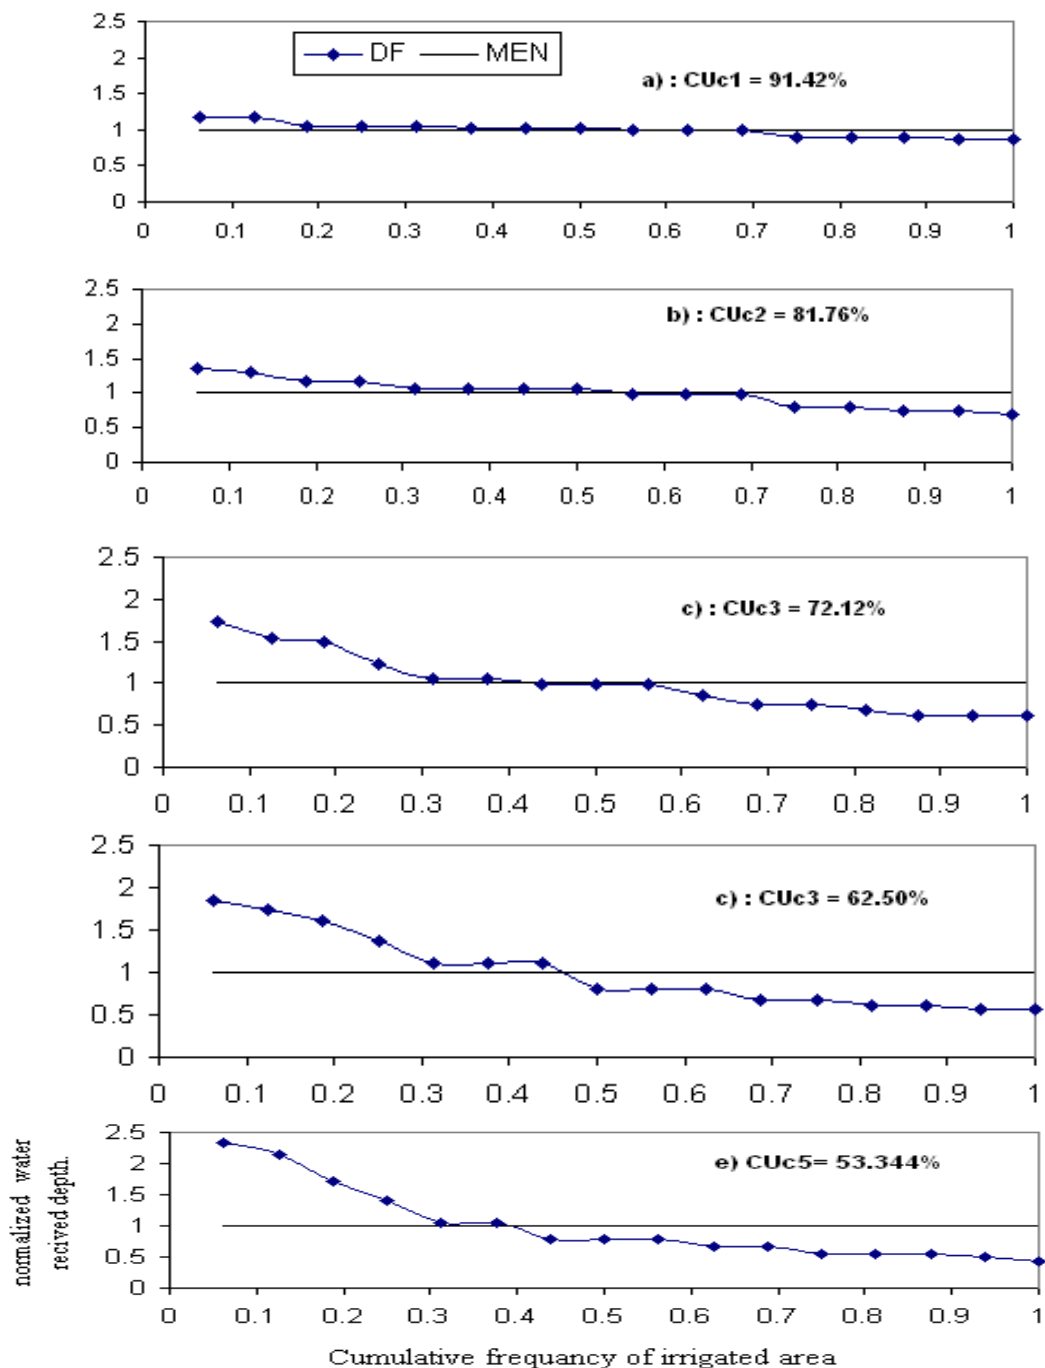 2.5
DF MEN
2
a) : CUc1 = 91.42%
1.5
1
0.5
0
0 0.1 0.2 0.3 0.4 0.5 0.6 0.7 0.8 0.9 1
2.5
b) : CUc2 = 81.76%
2
1.5
1
0.5
0
0 0.1 0.2 0.3 0.4 0.5 0.6 0.7 0.8 0.9 1
2.5
2
c) : CUc3 = 72.12%
1.5
1
0.5
0
0 0.1 0.2 0.3 0.4 0.5 0.6 0.7 0.8 0.9 1
2.5
2
c) : CUc3 = 62.50%
1.5
1
0.5
0
0 0.1 0.2 0.3 0.4 0.5 0.6 0.7 0.8 0.9 1
normalized water
recived depth.
2.5
e) CUc5= 53.344%
2
1.5
1
0.5
0
0 0.1 0.2 0.3 0.4 0.5 0.6 0.7 0.8 0.9 1
Cumulative frequancy of irrigated area